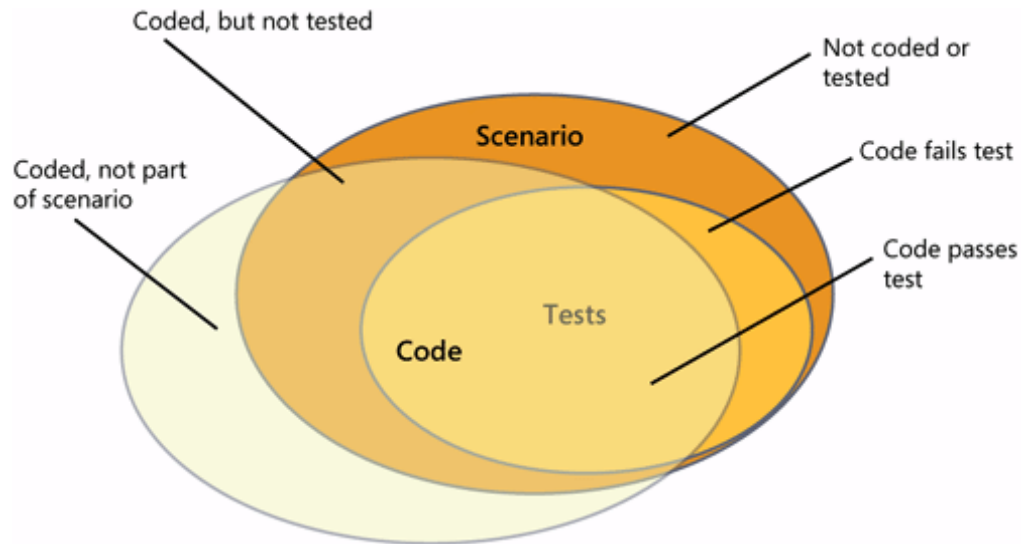 Coded, but not tested
Not coded or
tested
Scenario
Code fails test
Coded, not part
of scenario
Code passes
test
Tests
Code